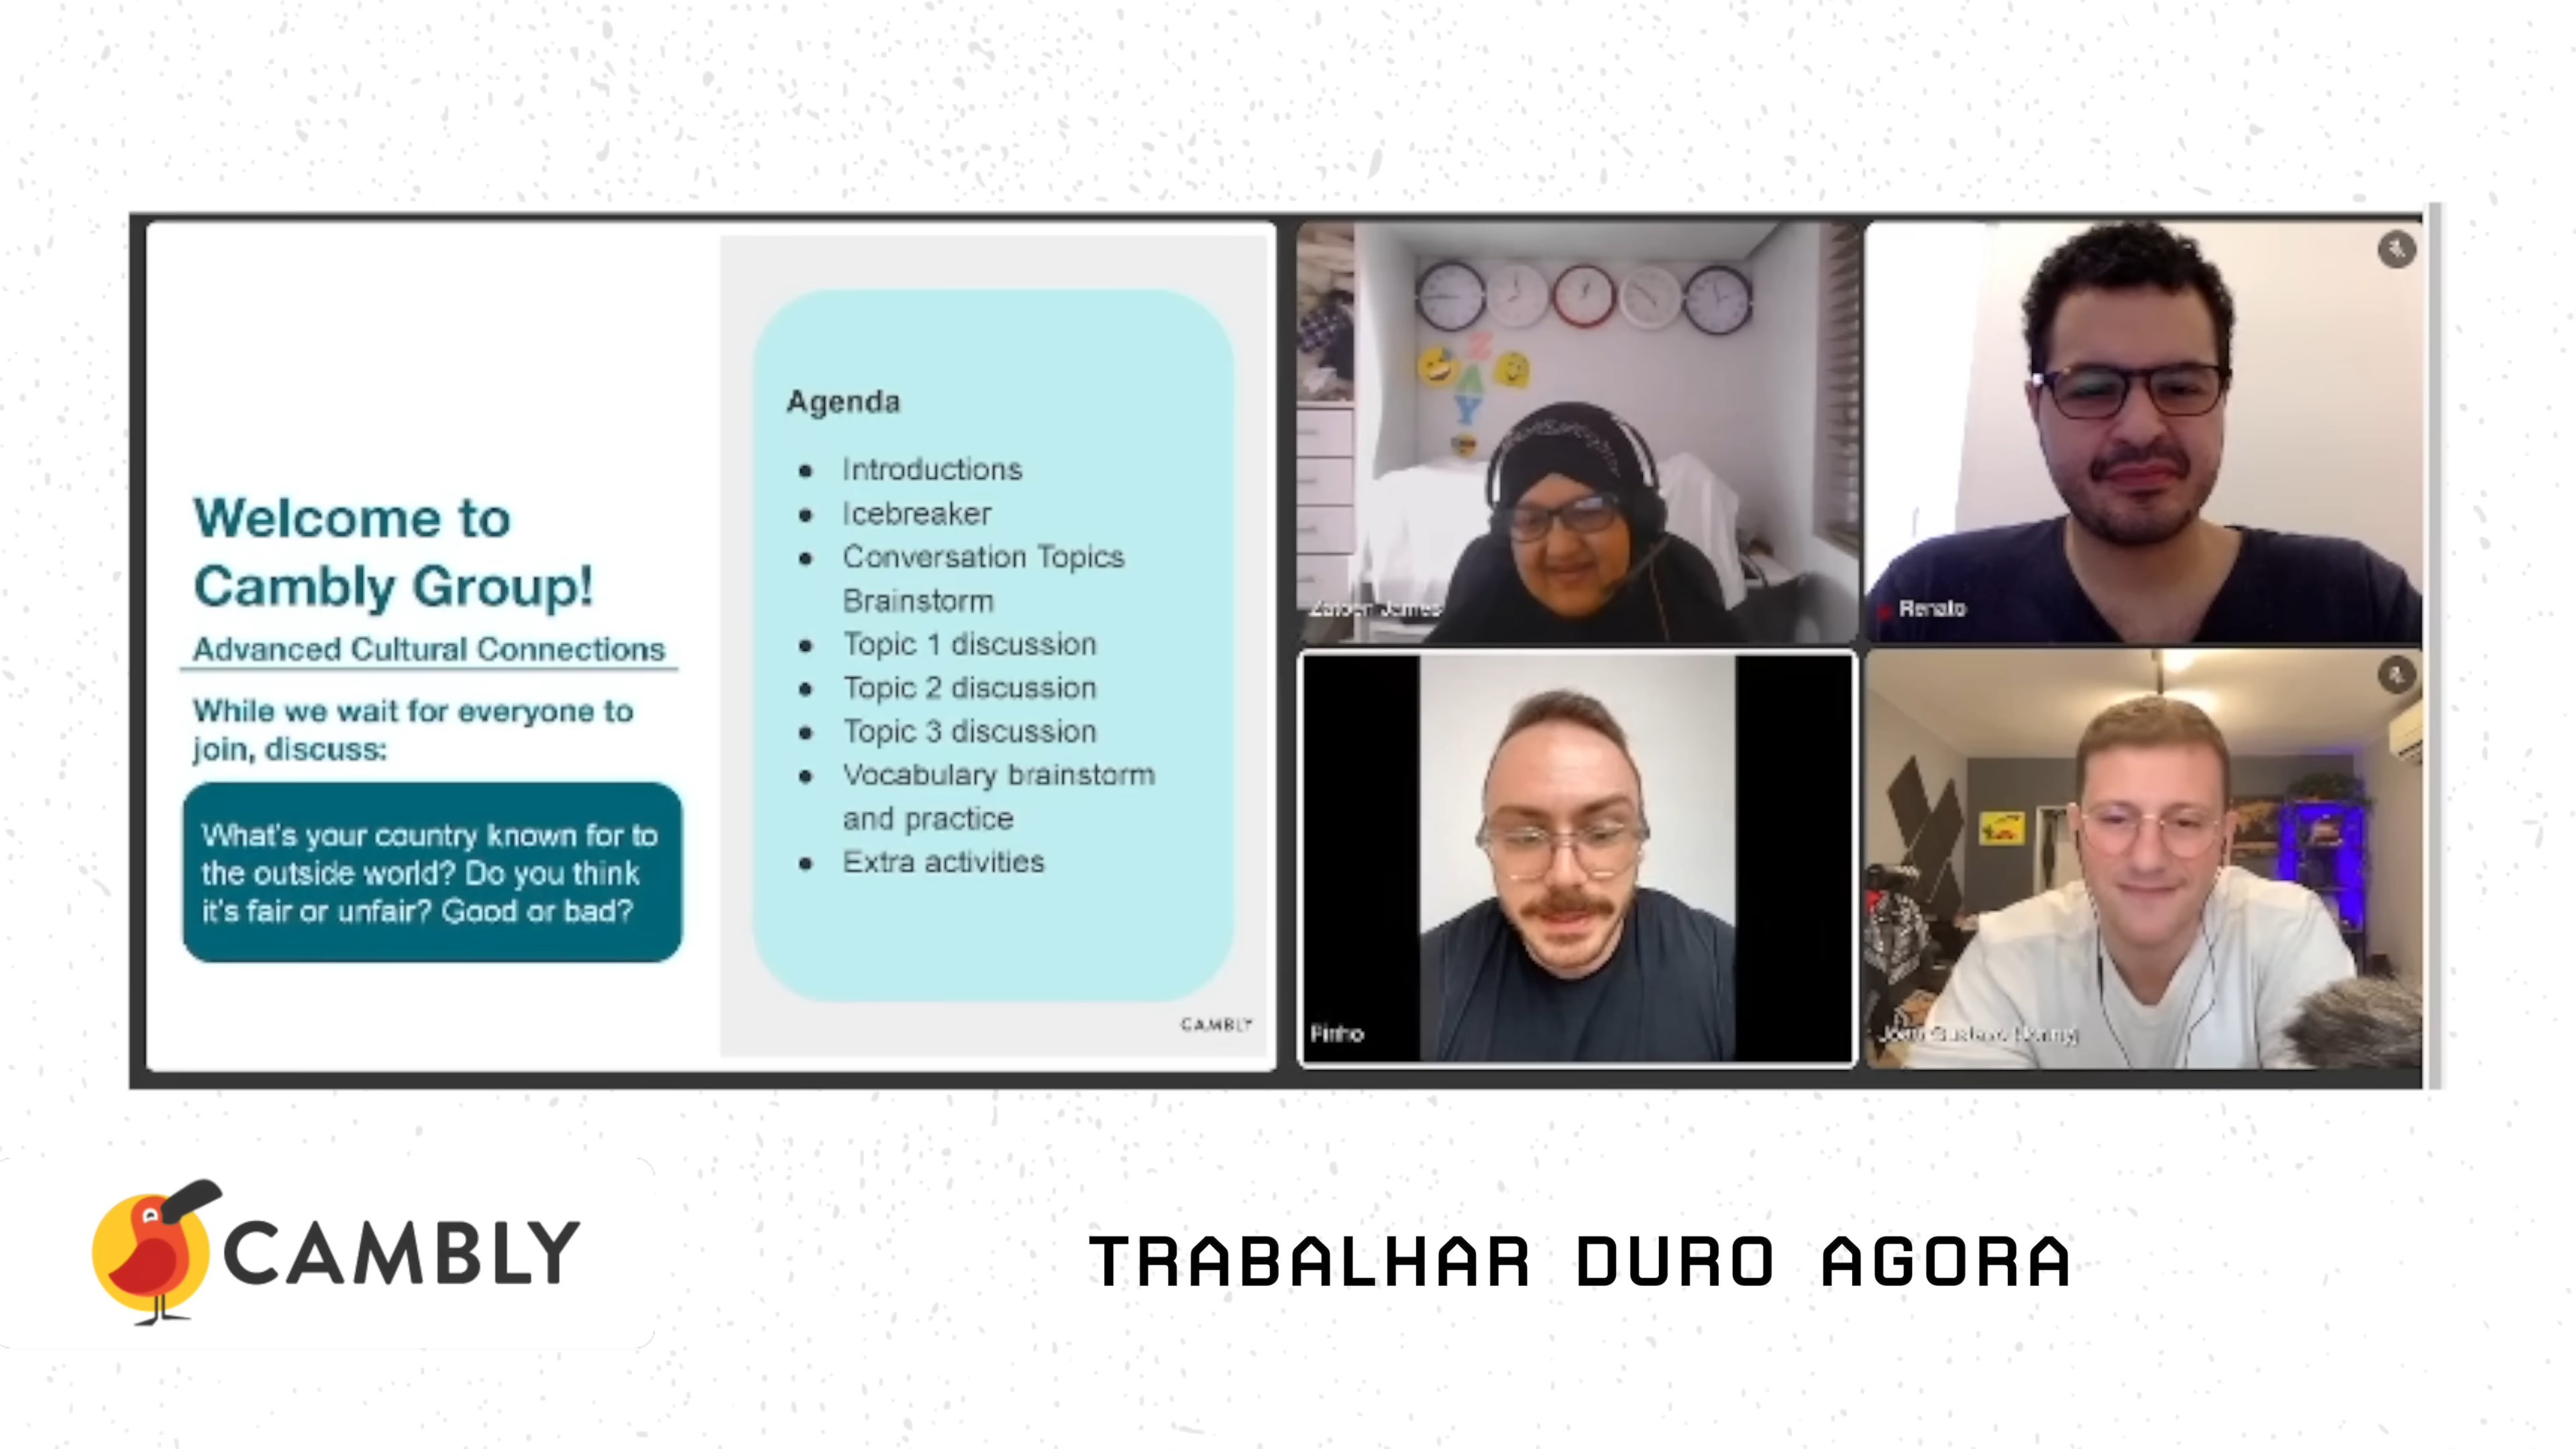 Welcome to
Cambly Group!
Advanced Cultural Connections
While we wait for everyone to
join, discuss:
What's your country known for to
the outside world? Do you think
it's fair or unfair? Good or bad?
Agenda
● Introductions
● Icebreaker
● Conversation Topics
Brainstorm
● Topic 1 discussion
● Topic 2 discussion
● Topic 3 discussion
● Vocabulary brainstorm
and practice
● Extra activities
CAMBLY
ZAY
James
Renato
Pinho
Gustavo
CAMBLY
TRABALHAR DURO AGORA